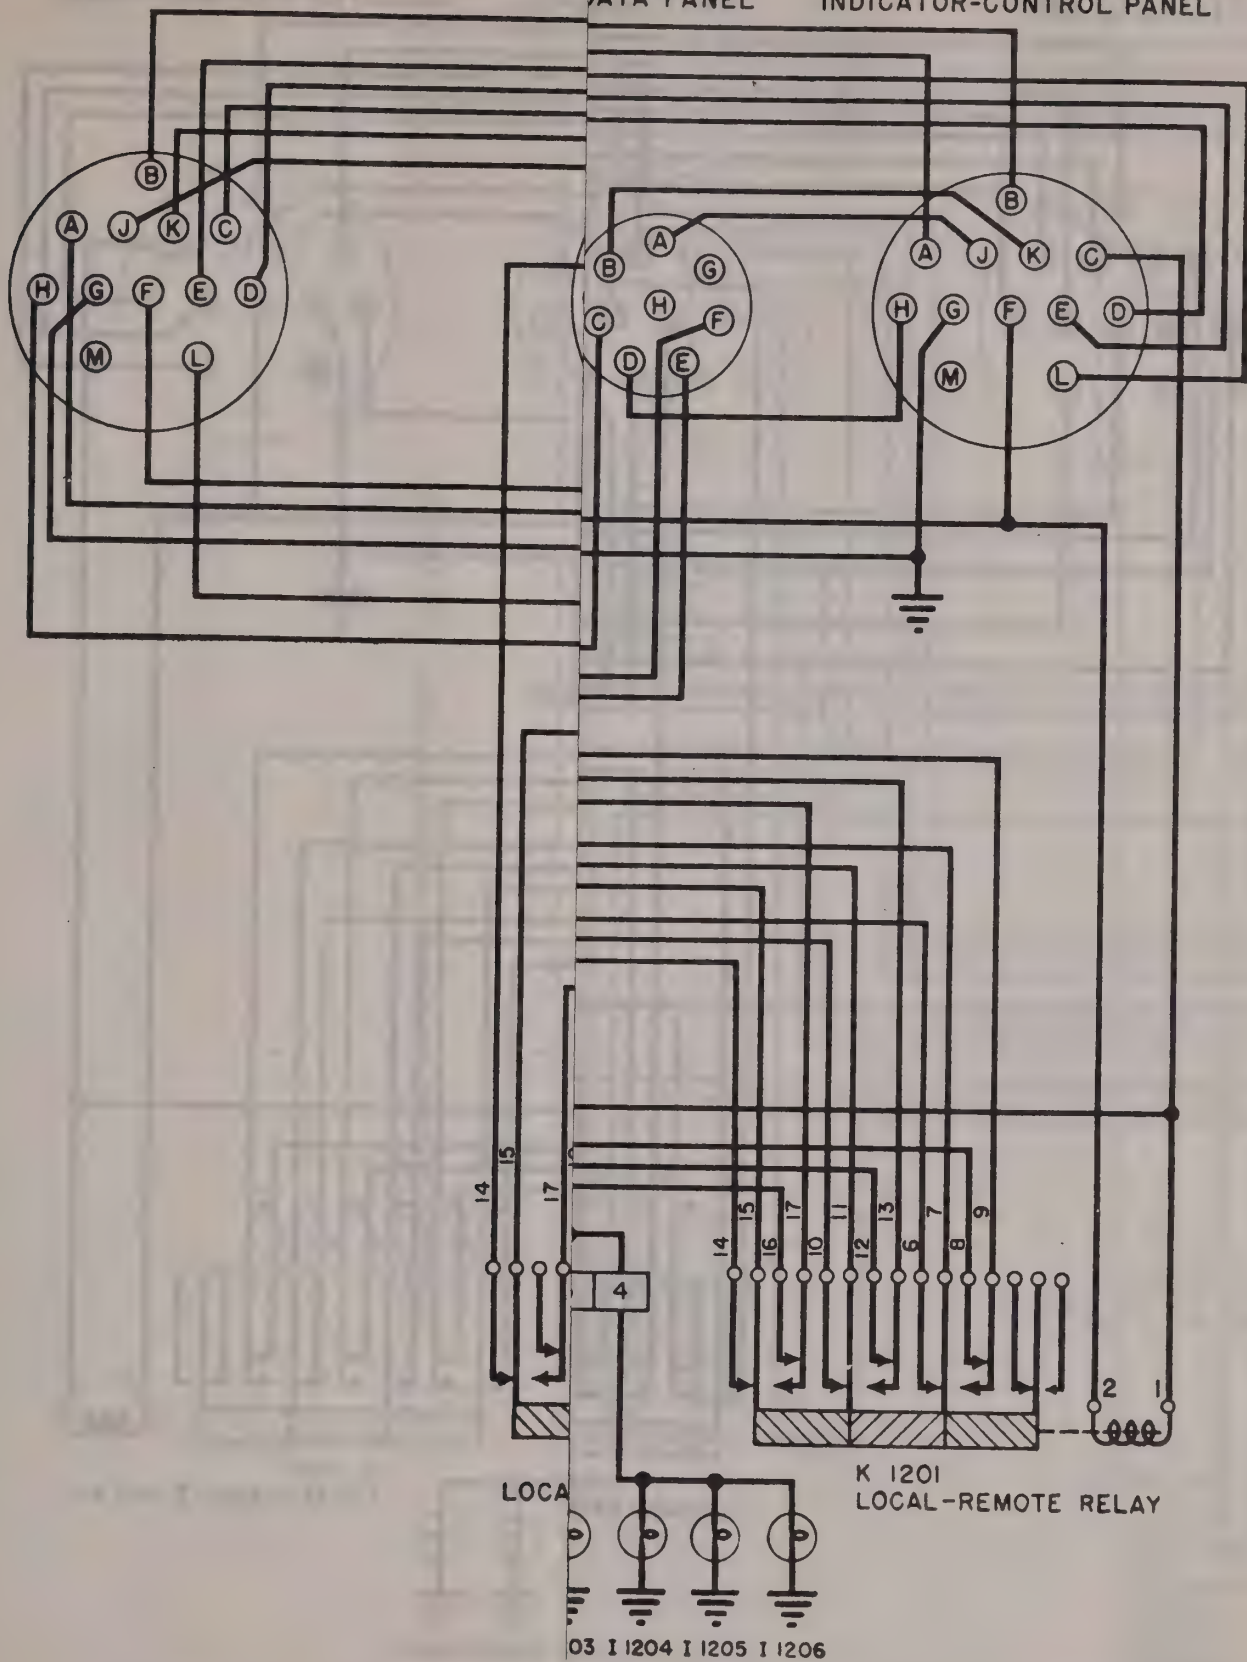 INDICATOR-CONTROL PANEL
PANEL
B
A J K C
H G F E D
M L
A
B G
H
C F
D E
B
A J K C
H G F E D
M L
14
15
17
4
14
15
16
17
10
11
12
13
6
7
8
9
2 1
LOCA
K 1201
LOCAL-REMOTE RELAY
03 I 1204 I 1205 I 1206